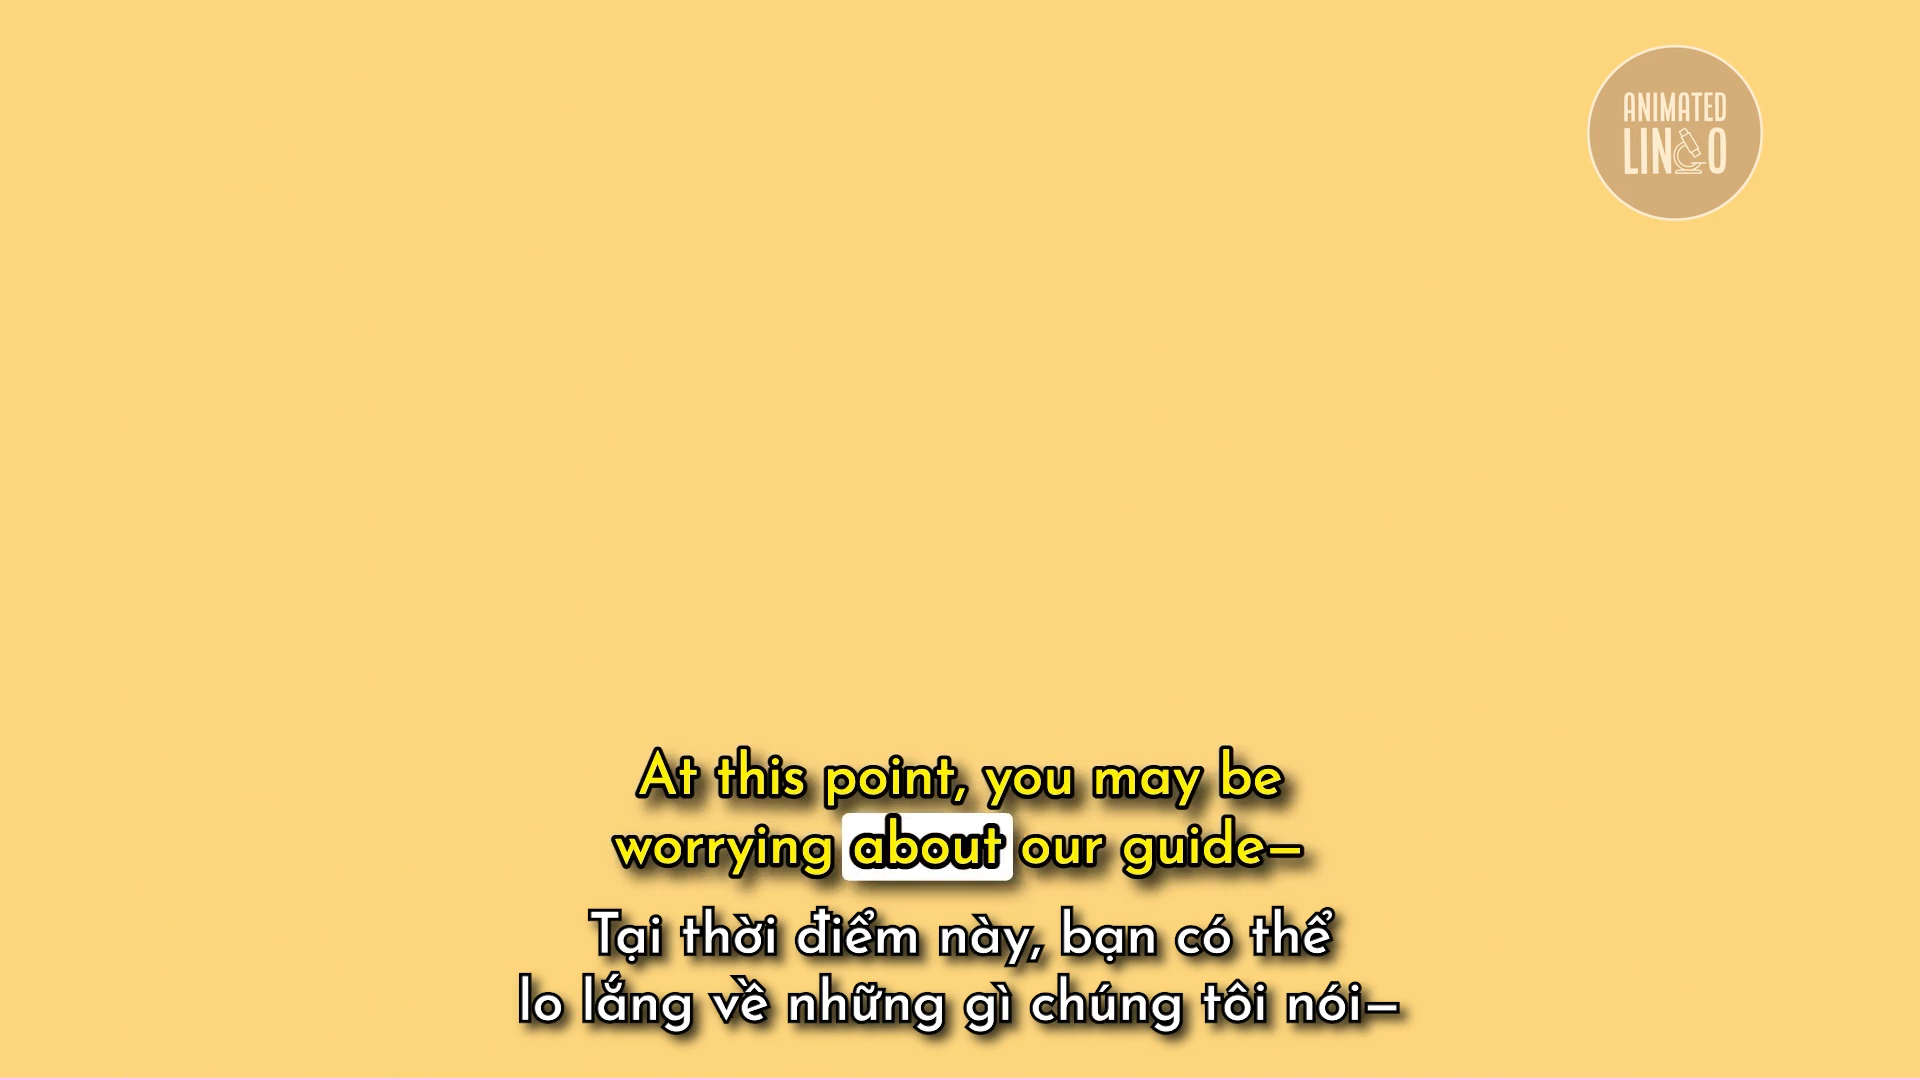 ANIMATED
LINGO
At this point, you may be
worrying about our guide—
Tại thời điểm này, bạn có thể
lo lắng về những gì chúng tôi nói—